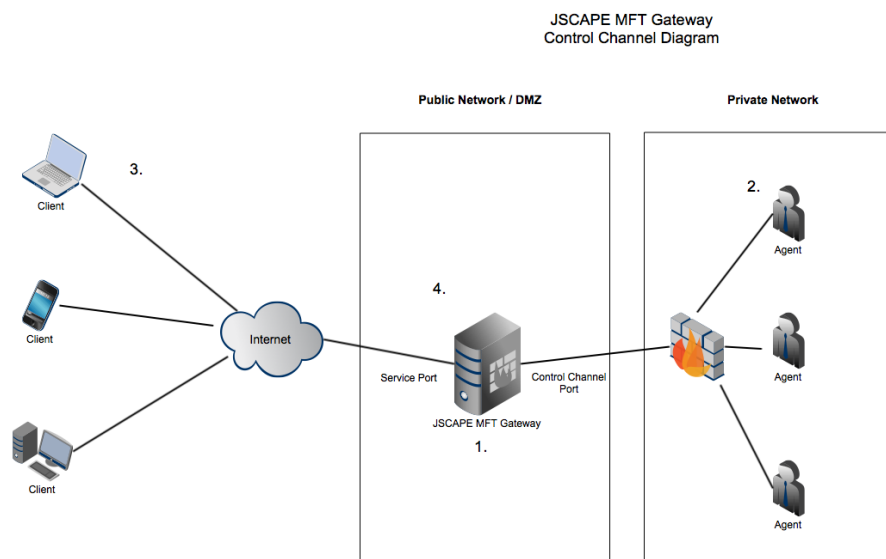 JSCAPE MFT Gateway
Control Channel Diagram
Public Network / DMZ
Private Network
3.
Client
2.
Agent
4.
Client
Internet
Service Port
Control Channel
Port
Agent
JSCAPE MFT Gateway
1.
Client
Agent